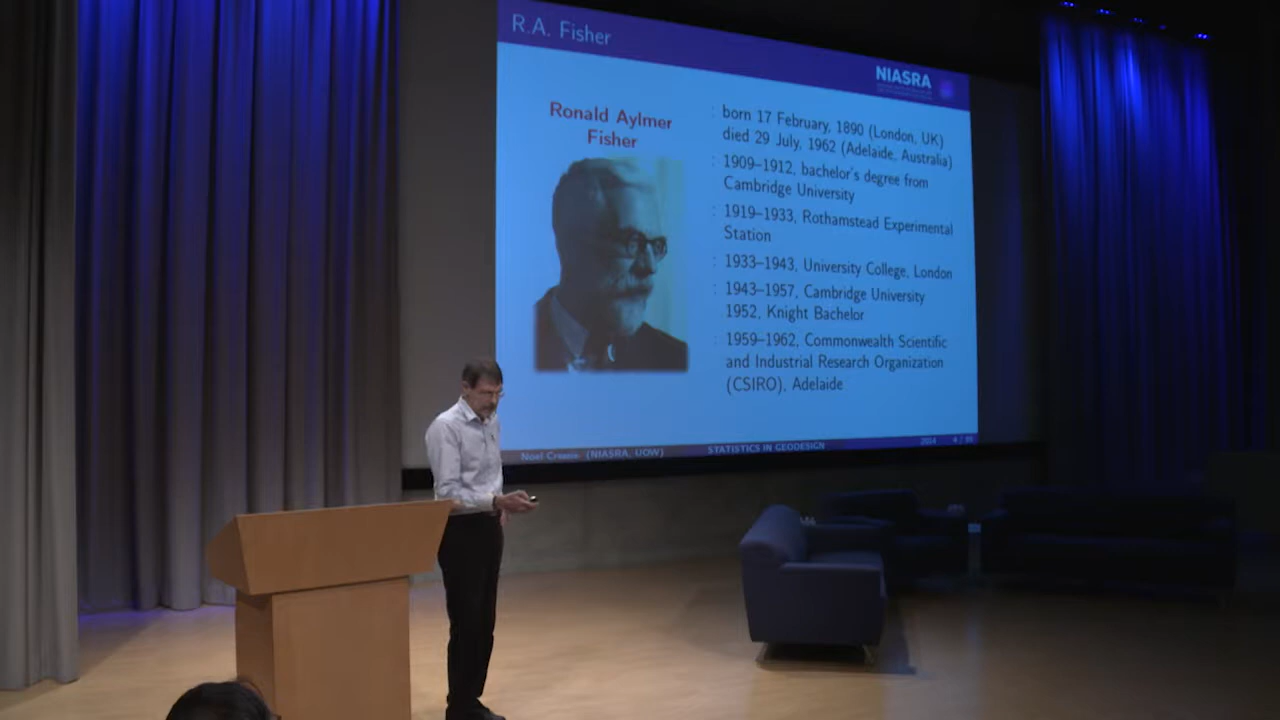 R.A. Fisher
NIASRA
Ronald Aylmer
Fisher
born 17 February, 1890 (London, UK)
died 29 July, 1962 (Adelaide, Australia)
1909–1912, bachelor's degree from
Cambridge University
1919–1933, Rothamstead Experimental
Station
1933–1943, University College, London
1943–1957, Cambridge University
1952, Knight Bachelor
1959–1962, Commonwealth Scientific
and Industrial Research Organization
(CSIRO), Adelaide
Noel Cressie (NIASRA, UOW)
STATISTICS IN GEODESIGN
2014